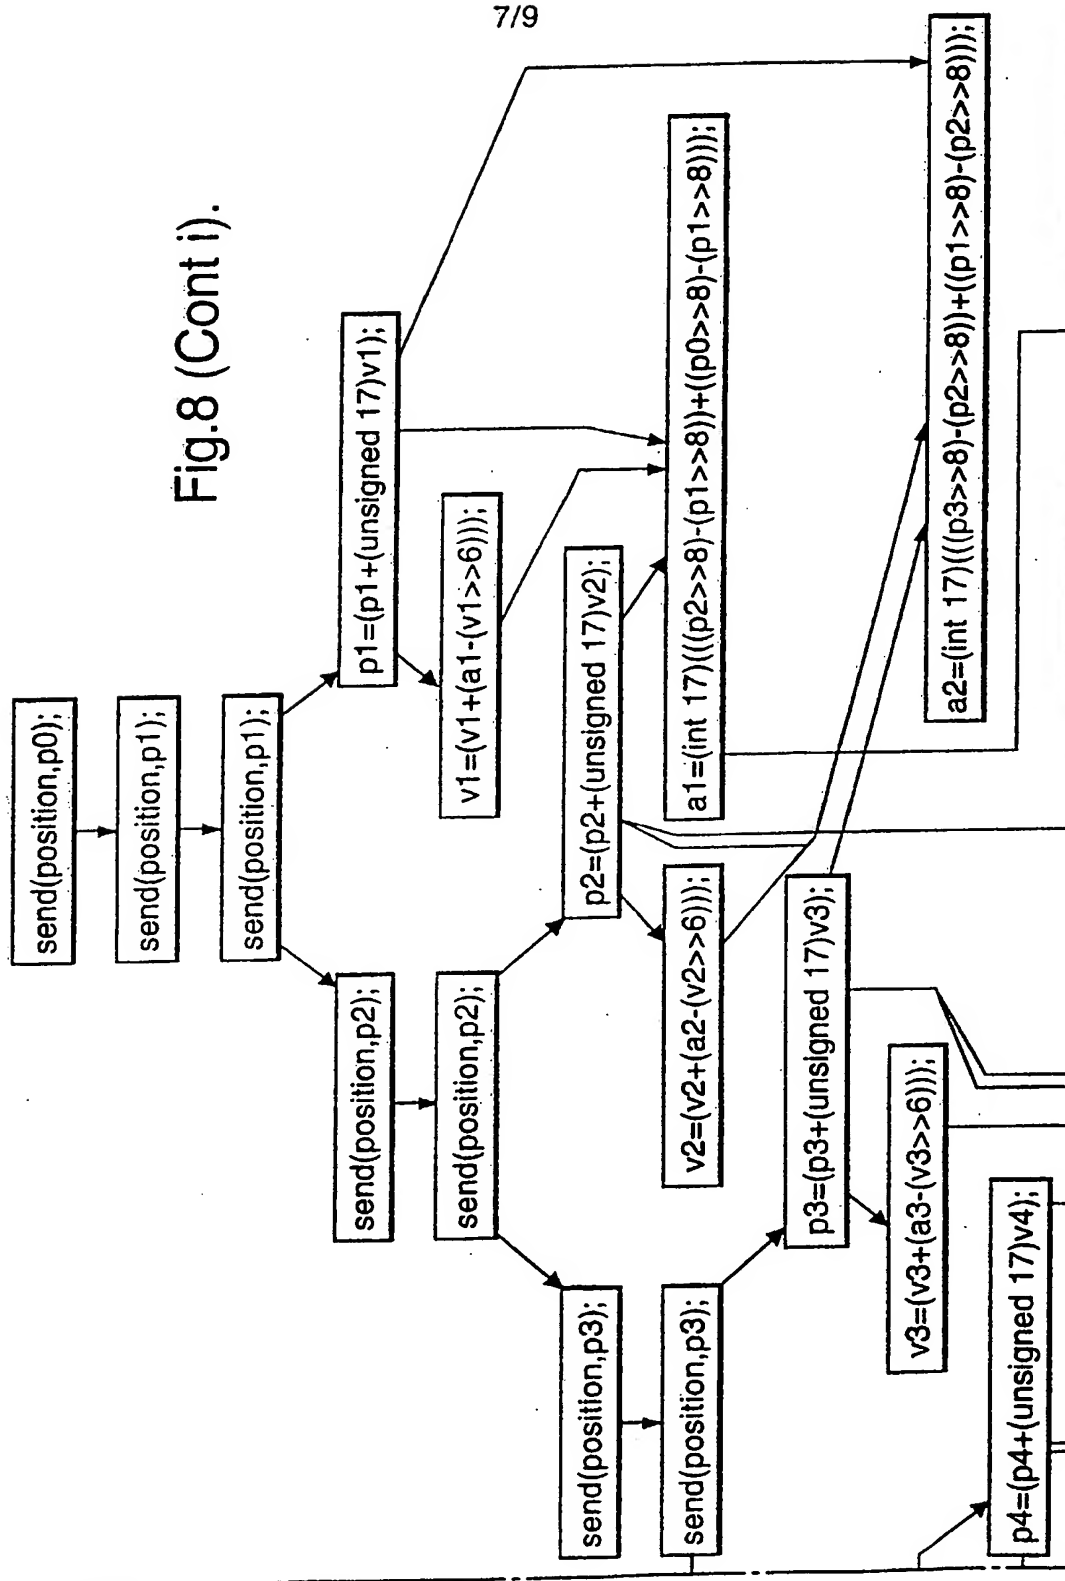 7/9
Fig.8 (Cont i).
send(position,p0);
send(position,p1);
send(position,p1);
send(position,p2);
p1=(p1+(unsigned 17)v1);
send(position,p2);
v1=(v1+(a1-(v1>>6)));
send(position,p3);
p2=(p2+(unsigned 17)v2);
send(position,p3);
v2=(v2+(a2-(v2>>6)));
a1=(int 17)(((p2>>8)-(p1>>8))+((p0>>8)-(p1>>8)));
p3=(p3+(unsigned 17)v3);
v3=(v3+(a3-(v3>>6)));
a2=(int 17)(((p3>>8)-(p2>>8))+((p1>>8)-(p2>>8)));
p4=(p4+(unsigned 17)v4);